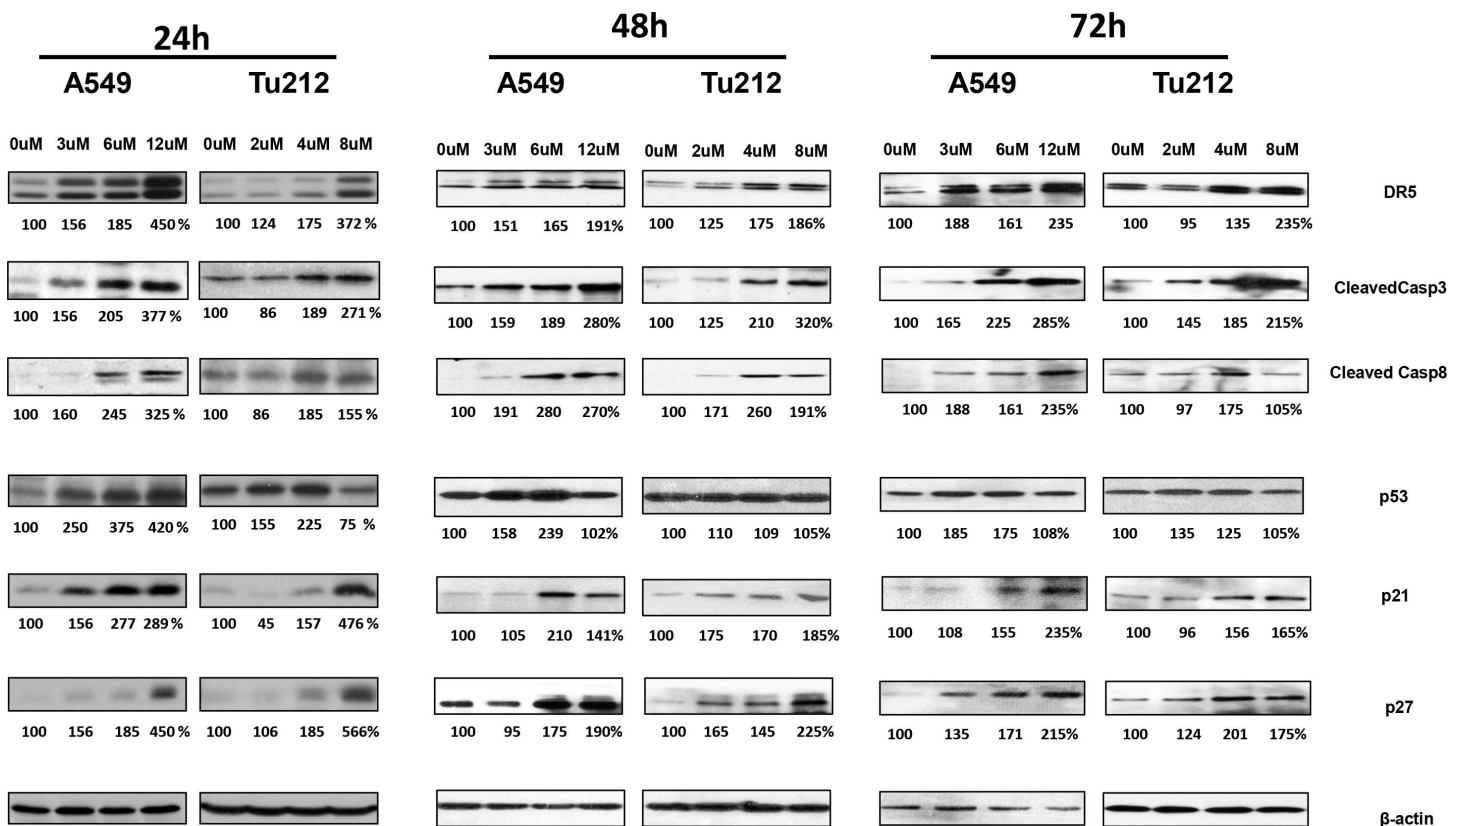 24h 48h 72h
A549 Tu212 A549 Tu212 A549 Tu212
0uM 3uM 6uM 12uM 0uM 2uM 4uM 8uM 0uM 3uM 6uM 12uM 0uM 2uM 4uM 8uM 0uM 3uM 6uM 12uM 0uM 2uM 4uM 8uM
DR5
100 156 185 450 % 100 124 175 372 % 100 151 165 191% 100 125 175 186% 100 188 161 235 100 95 135 235%
CleavedCasp3
100 156 205 377 % 100 86 189 271 % 100 159 189 280% 100 125 210 320% 100 165 225 285% 100 145 185 215%
Cleaved Casp8
100 160 245 325 % 100 86 185 155 % 100 191 280 270% 100 171 260 191% 100 188 161 235% 100 97 175 105%
p53
100 250 375 420 % 100 155 225 75 % 100 158 239 102% 100 110 109 105% 100 185 175 108% 100 135 125 105%
p21
100 156 277 289 % 100 45 157 476 % 100 105 210 141% 100 175 170 185% 100 108 155 235% 100 96 156 165%
p27
100 156 185 450 % 100 106 185 566% 100 95 175 190% 100 165 145 225% 100 135 171 215% 100 124 201 175%
β-actin